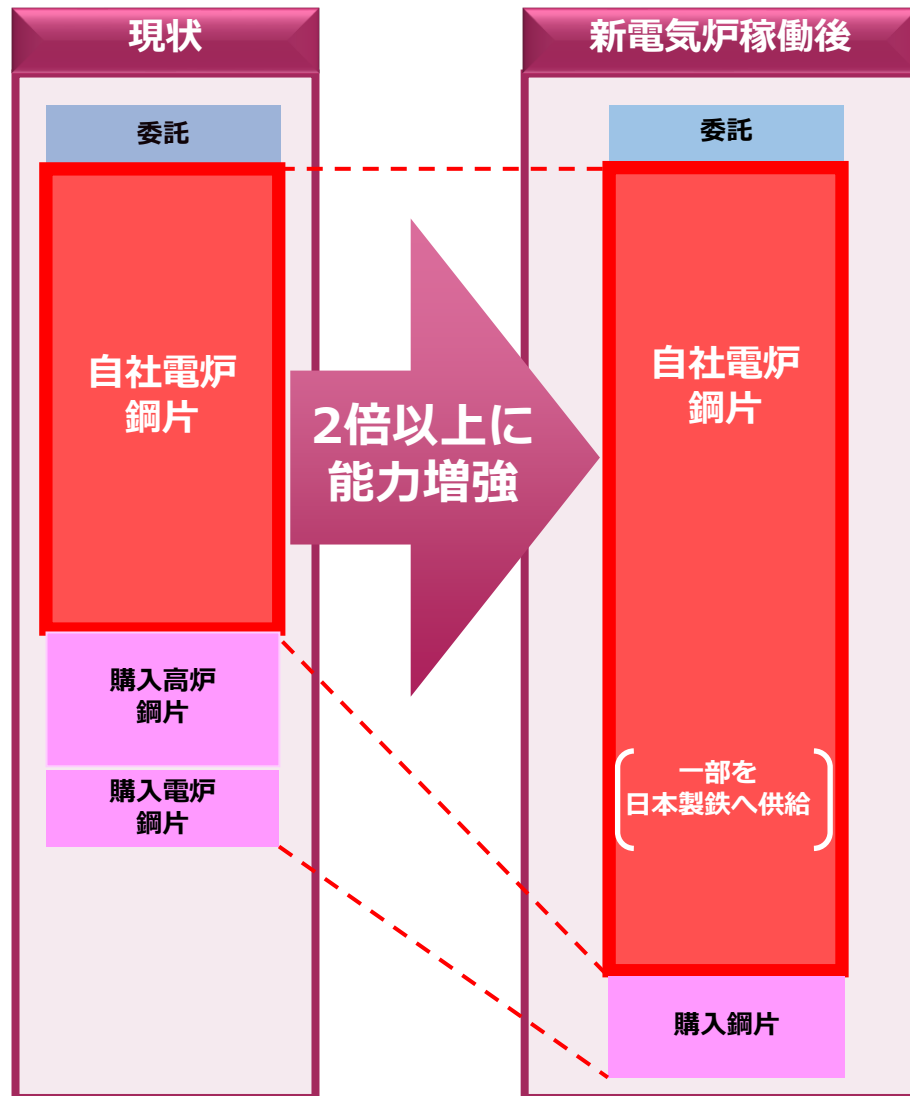 現状
委託
自社電炉
鋼片
購入高炉
鋼片
購入電炉
鋼片
2倍以上に
能力増強
新電気炉稼働後
委託
自社電炉
鋼片
一部を
日本製鉄へ供給
購入鋼片